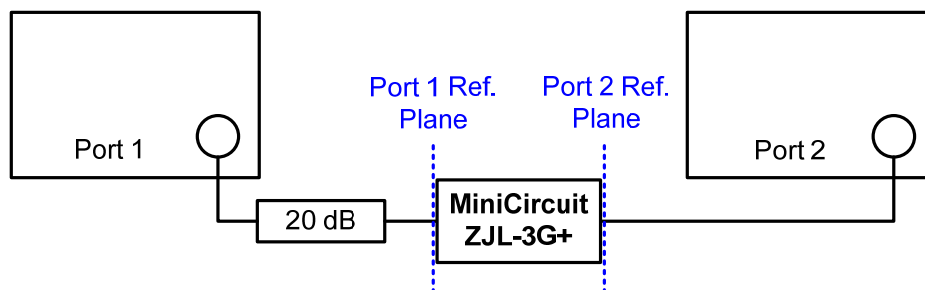 Port 1 Ref.
Plane
Port 2 Ref.
Plane
Port 1
Port 2
20 dB
MiniCircuit
ZJL-3G+